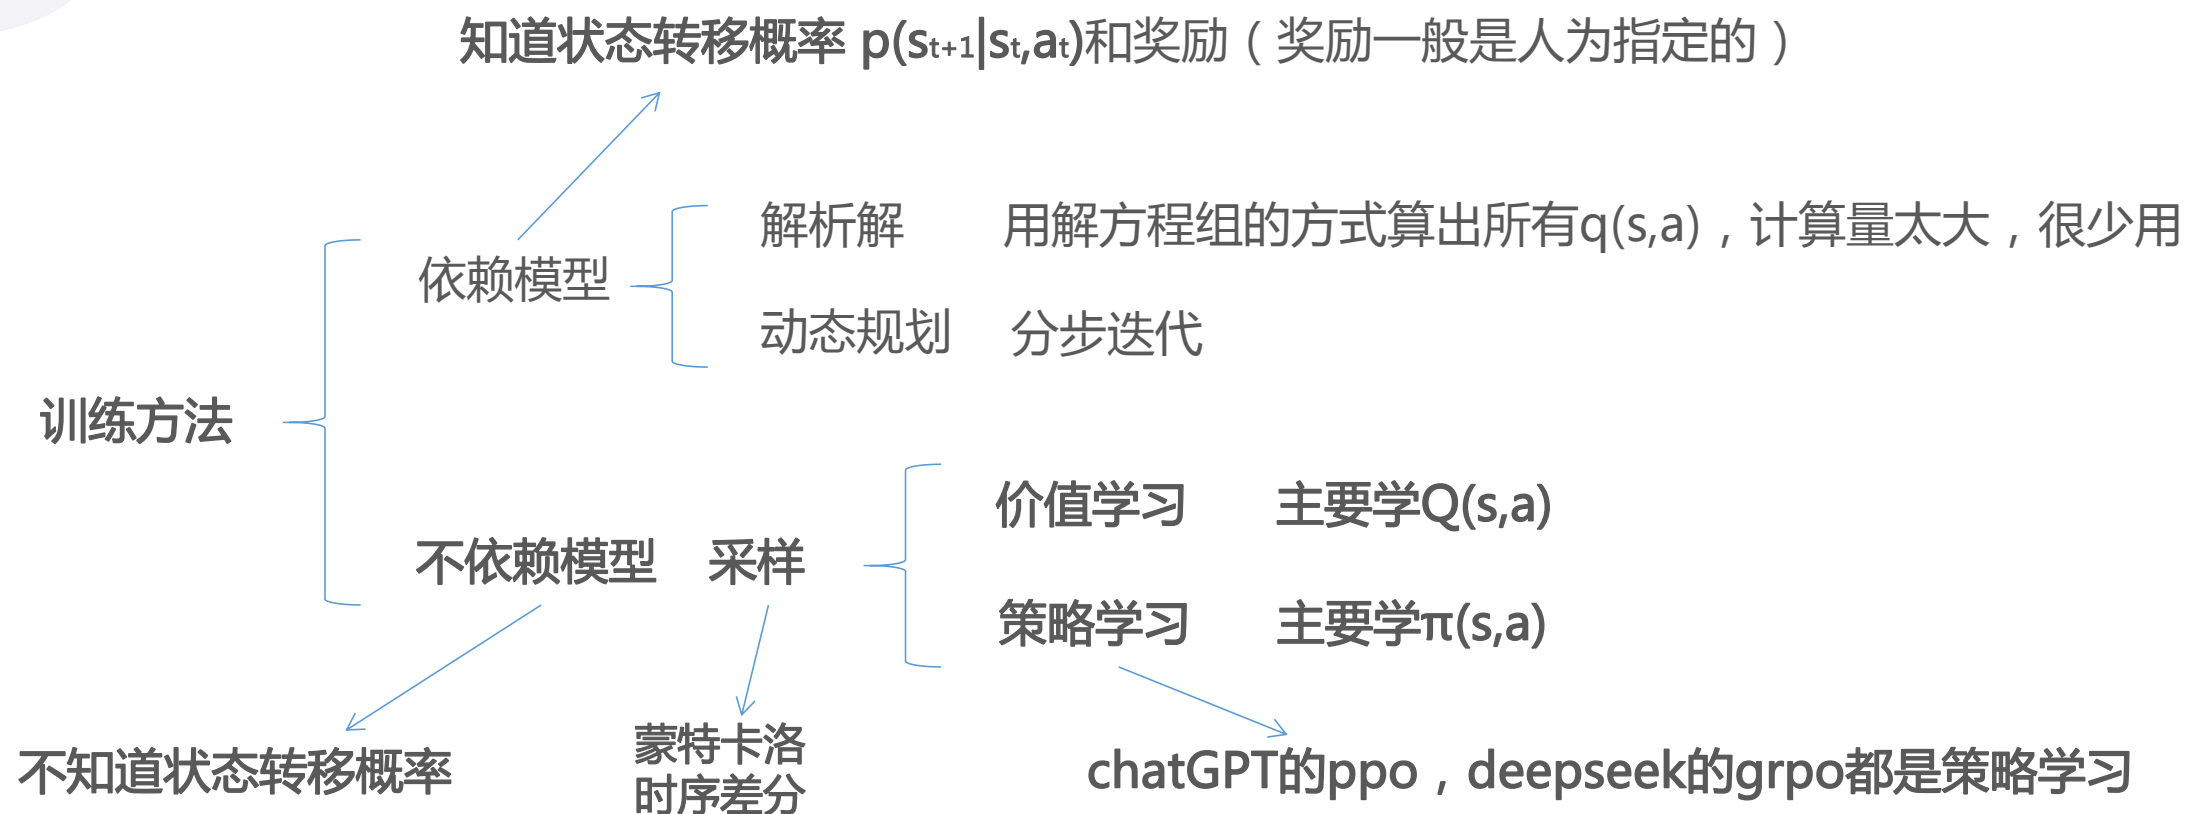 知道状态转移概率 p(st+1|st,at)和奖励（奖励一般是人为指定的）
解析解 用解方程组的方式算出所有q(s,a)，计算量太大，很少用
依赖模型
动态规划 分步迭代
训练方法
价值学习 主要学Q(s,a)
不依赖模型 采样
策略学习 主要学π(s,a)
不知道状态转移概率
蒙特卡洛
时序差分
chatGPT的ppo，deepseek的grpo都是策略学习